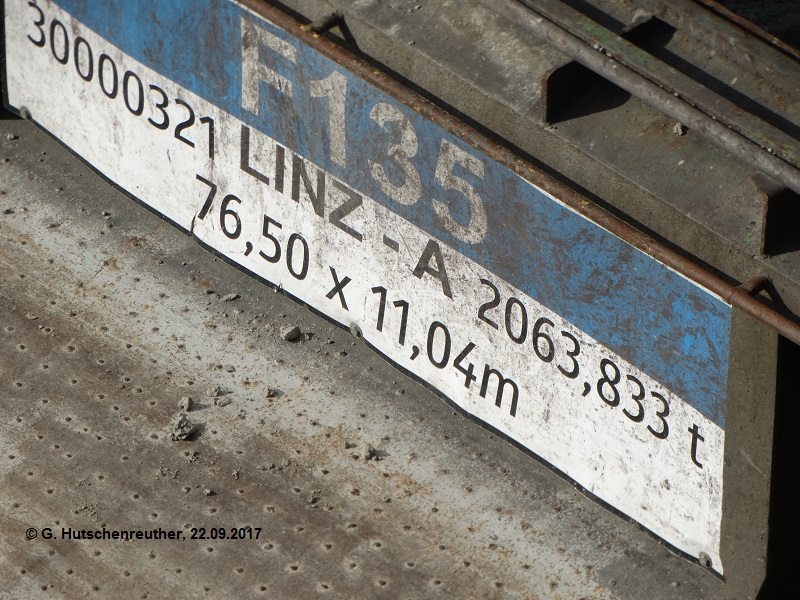 F135
30000321 LINZ - A 2063,833 t
76,50 x 11,04m
© G. Hutschenreuther, 22.09.2017